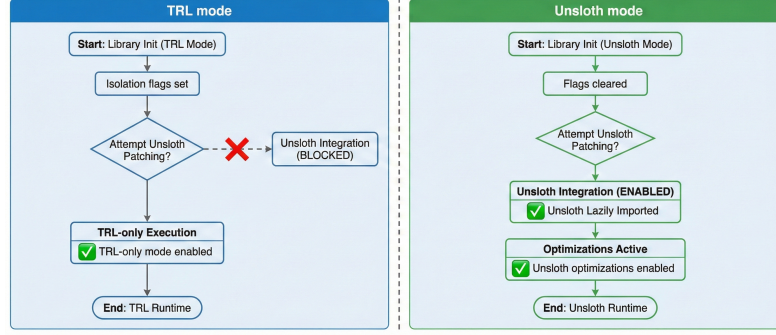 TRL mode
Start: Library Init (TRL Mode)
Isolation flags set
Attempt Unsloth
Patching?
Unsloth Integration
(BLOCKED)
TRL-only Execution
TRL-only mode enabled
End: TRL Runtime
Unsloth mode
Start: Library Init (Unsloth Mode)
Flags cleared
Attempt Unsloth
Patching?
Unsloth Integration (ENABLED)
Unsloth Lazily Imported
Optimizations Active
Unsloth optimizations enabled
End: Unsloth Runtime